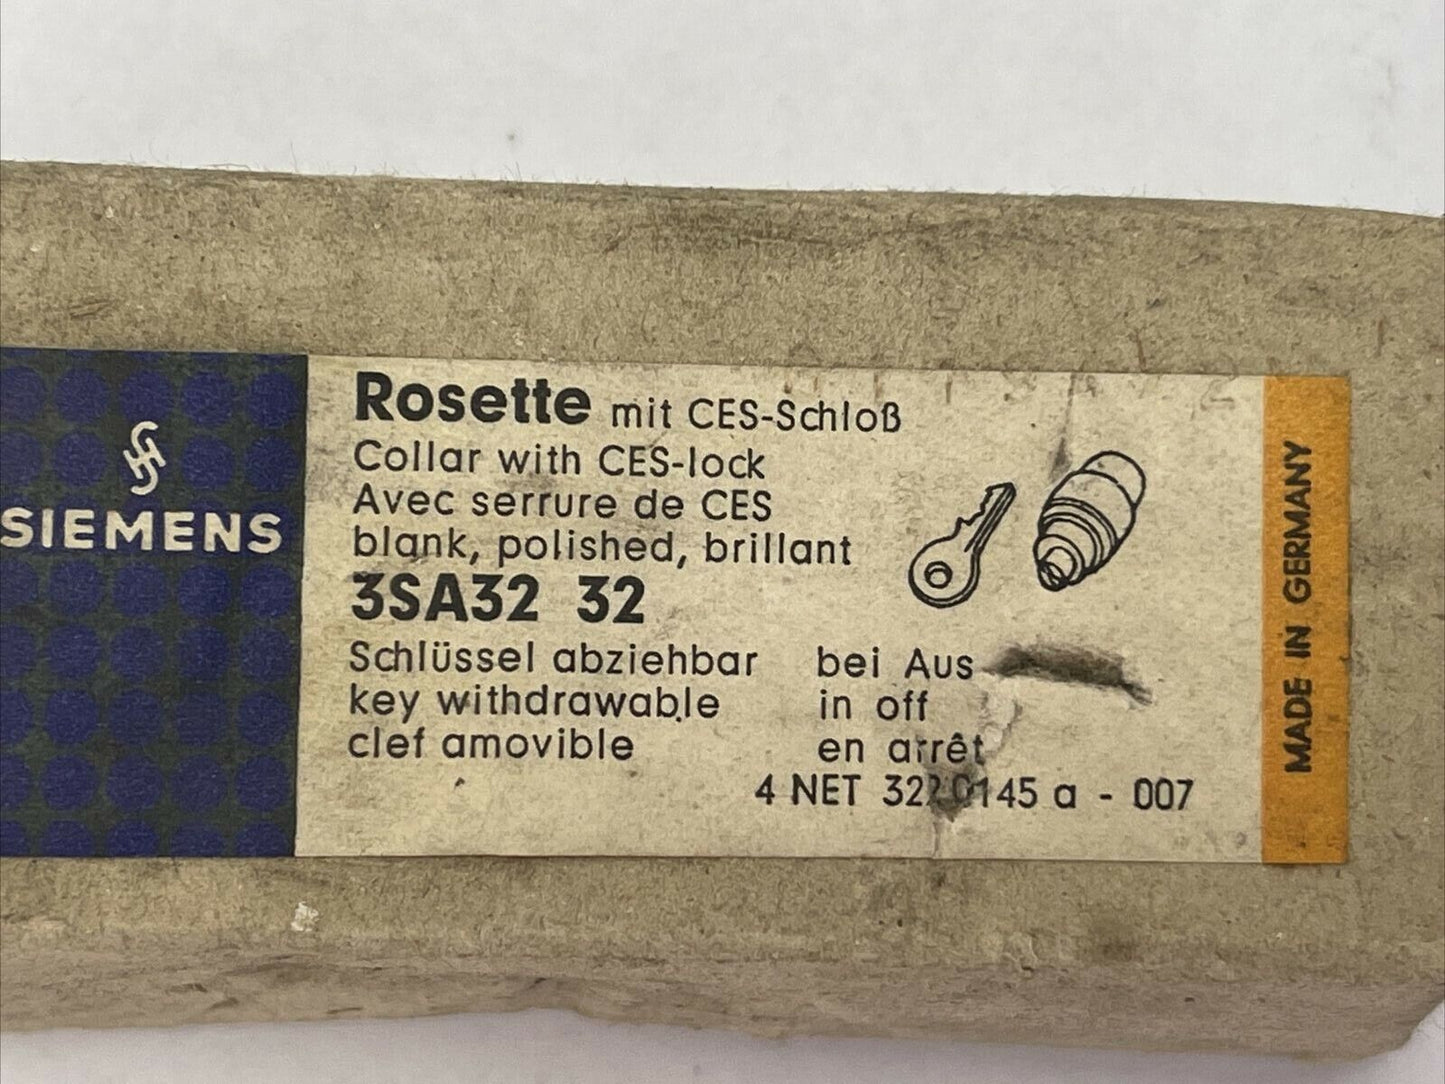 SIEMENS
Rosette mit CES-Schloß
Collar with CES-lock
Avec serrure de CES
blank, polished, brillant
3SA32 32
Schlüssel abziehbar bei Aus
key withdrawable in off
clef amovible en arrêt
4 NET a - 007
MADE IN GERMANY